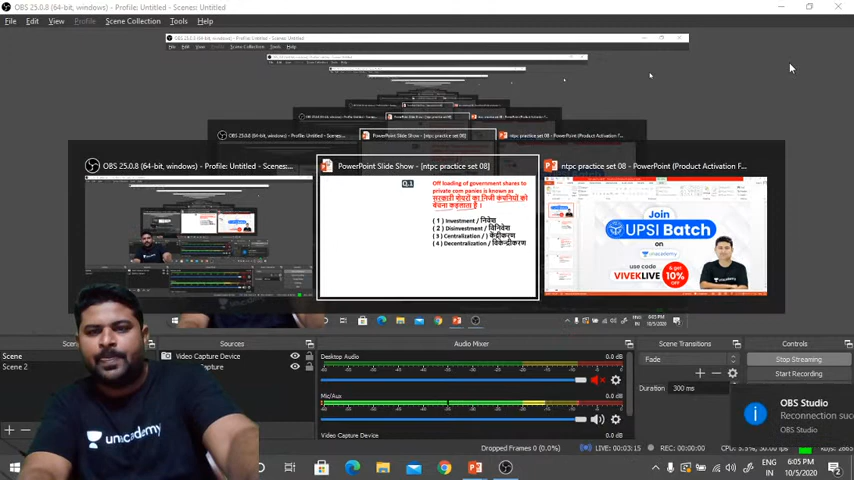 OBS 25.0.8 (64-bit, windows) - Profile: Untitled - Scenes: Untitled
File Edit View Profile Scene Collection Tools Help
OBS 25.0.8 (64-bit, windows) - Profile: Untitled - Scenes:...
PowerPoint Slide Show - [ntpc practice set 08]
ntpc practice set 08 - PowerPoint (Product Activation F...
Q.1
Off loading of government shares to
private com panies is known as
सरकारी शेयरों का निजी कंपनियों को
बेचना कहलाता है ।
( 1 ) Investment / निवेश
( 2 ) Disinvestment / विनिवेश
( 3 ) Centralization / ) केंद्रीकरण
( 4 ) Decentralization / विकेन्द्रीकरण
Join
UPSI Batch
on
unacademy
use code
VIVEKLIVE
& get
10%
OFF
Sources
Audio Mixer
Scene Transitions
Controls
Scene
Scene 2
Video Capture Device
Desktop Audio
0.0 dB
Mic/Aux
0.0 dB
Video Capture Device
0.0 dB
Fade
Duration 300 ms
Stop Streaming
Start Recording
OBS Studio
Reconnection suc
OBS Studio
unacademy
Dropped Frames 0 (0.0%)
LIVE: 00:03:15
REC: 00:00:00
ENG
IN
6:05 PM
10/5/2020
2